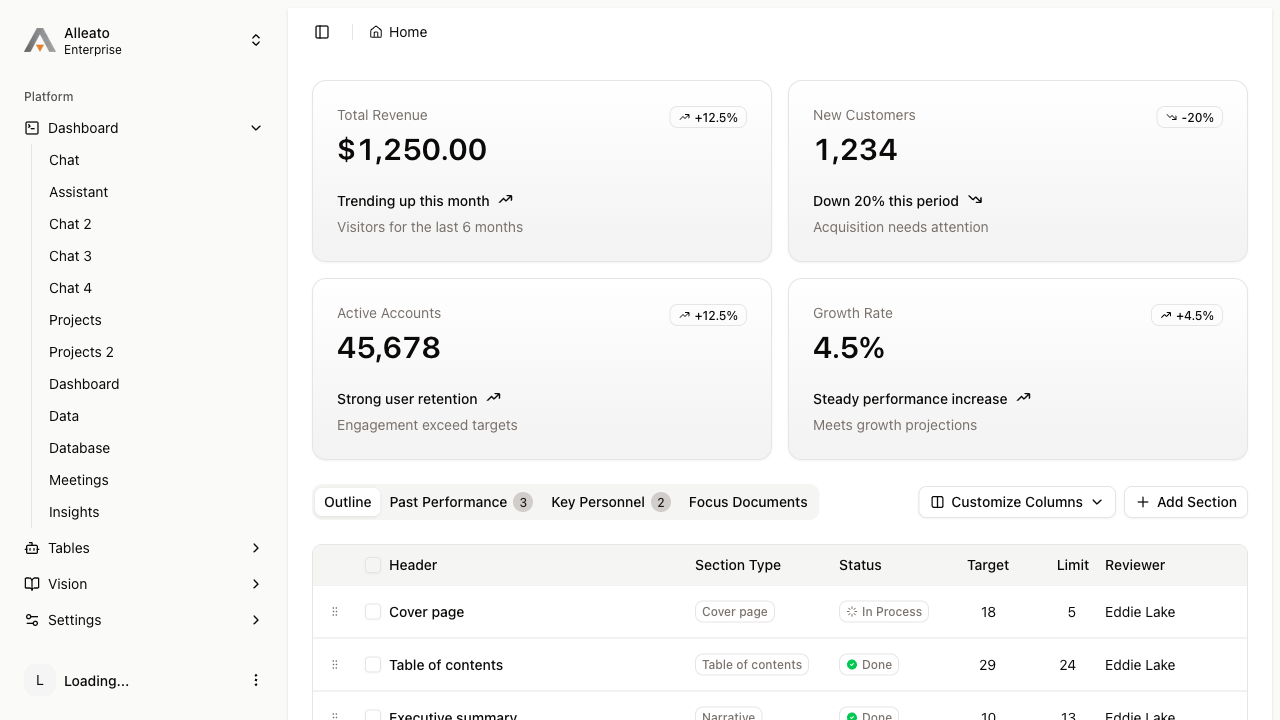 Alleato
Enterprise
Platform
Dashboard
Chat
Assistant
Chat 2
Chat 3
Chat 4
Projects
Projects 2
Dashboard
Data
Database
Meetings
Insights
Tables
Vision
Settings
L
Loading...
Home
Total Revenue
+12.5%
$1,250.00
Trending up this month
Visitors for the last 6 months
New Customers
-20%
1,234
Down 20% this period
Acquisition needs attention
Active Accounts
+12.5%
45,678
Strong user retention
Engagement exceed targets
Growth Rate
+4.5%
4.5%
Steady performance increase
Meets growth projections
Outline Past Performance 3 Key Personnel 2 Focus Documents
Customize Columns Add Section
Header Section Type Status Target Limit Reviewer
Cover page Cover page In Process 18 5 Eddie Lake
Table of contents Table of contents Done 29 24 Eddie Lake
Executive summary Narrative Done 10 13 Eddie Lake